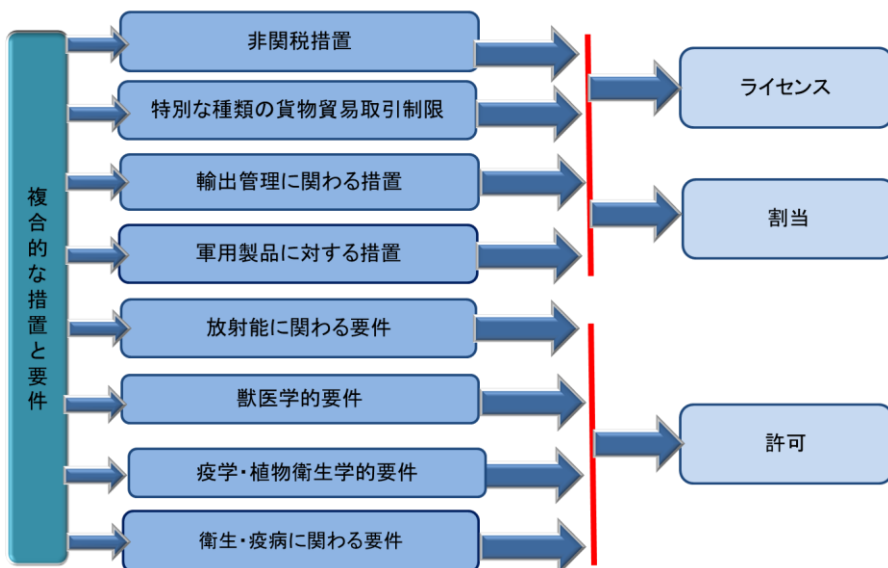 複合的な措置と要件
非関税措置
特別な種類の貨物貿易取引制限
輸出管理に関わる措置
軍用製品に対する措置
放射能に関わる要件
獣医学的要件
疫学・植物衛生学的要件
衛生・疫病に関わる要件
ライセンス
割当
許可